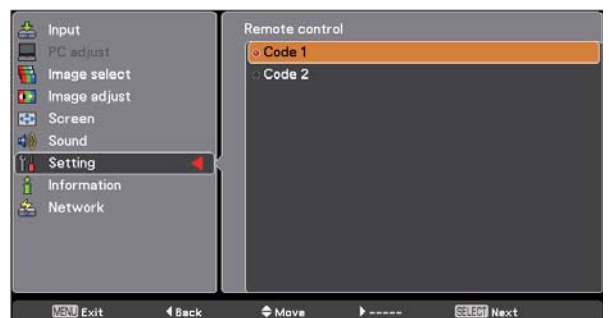 Input
PC adjust
Image select
Image adjust
Screen
Sound
Setting
Information
Network
Remote control
Code 1
Code 2
MENU Exit Back Move ----- SELECT Next